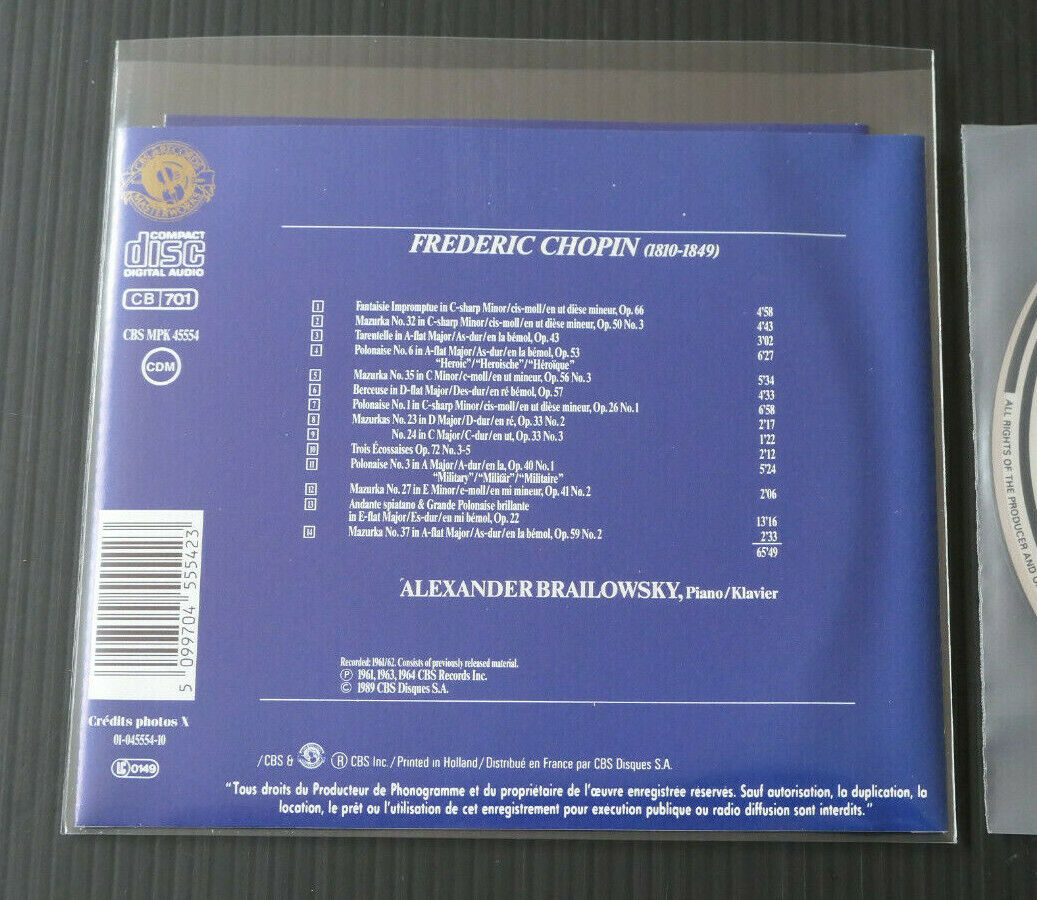 CBS RECORDS
MASTERWORKS
COMPACT
disc
DIGITAL AUDIO
CB 701
CBS MPK 45554
CDM
FREDERIC CHOPIN (1810-1849)
1 Fantaisie Impromptue in C-sharp Minor/cis-moll/en ut dièse mineur, Op. 66 4'58
2 Mazurka No. 32 in C-sharp Minor/cis-moll/en ut dièse mineur, Op. 50 No. 3 4'43
3 Tarentelle in A-flat Major/As-dur/en la bémol, Op. 43 3'02
4 Polonaise No. 6 in A-flat Major/As-dur/en la bémol, Op. 53 6'27
"Heroic"/"Heroische"/"Héroïque"
5 Mazurka No. 35 in C Minor/c-moll/en ut mineur, Op. 56 No. 3 5'34
6 Berceuse in D-flat Major/Des-dur/en ré bémol, Op. 57 4'33
7 Polonaise No. 1 in C-sharp Minor/cis-moll/en ut dièse mineur, Op. 26 No. 1 6'58
8 Mazurkas No. 23 in D Major/D-dur/en ré, Op. 33 No. 2 2'17
9 No. 24 in C Major/C-dur/en ut, Op. 33 No. 3 1'22
10 Trois Écossaises Op. 72 No. 3-5 2'12
11 Polonaise No. 3 in A Major/A-dur/en la, Op. 40 No. 1 5'24
"Military"/"Militär"/"Militaire"
12 Mazurka No. 27 in E Minor/e-moll/en mi mineur, Op. 41 No. 2 2'06
13 Andante spiatano & Grande Polonaise brillante
in E-flat Major/Es-dur/en mi bémol, Op. 22 13'16
14 Mazurka No. 37 in A-flat Major/As-dur/en la bémol, Op. 59 No. 2 2'33
65'49
ALEXANDER BRAILOWSKY, Piano/Klavier
Recorded: 1961/62. Consists of previously released material.
Ⓟ 1961, 1963, 1964 CBS Records Inc.
© 1989 CBS Disques S.A.
5 099704 555423
Crédits photos X
01-045554-10
LC 0149
/CBS & ® CBS Inc./Printed in Holland/Distribué en France par CBS Disques S.A.
"Tous droits du Producteur de Phonogramme et du propriétaire de l'œuvre enregistrée réservés. Sauf autorisation, la duplication, la
location, le prêt ou l'utilisation de cet enregistrement pour execution publique ou radio diffusion sont interdits."
ALL RIGHTS OF THE PRODUCER AND